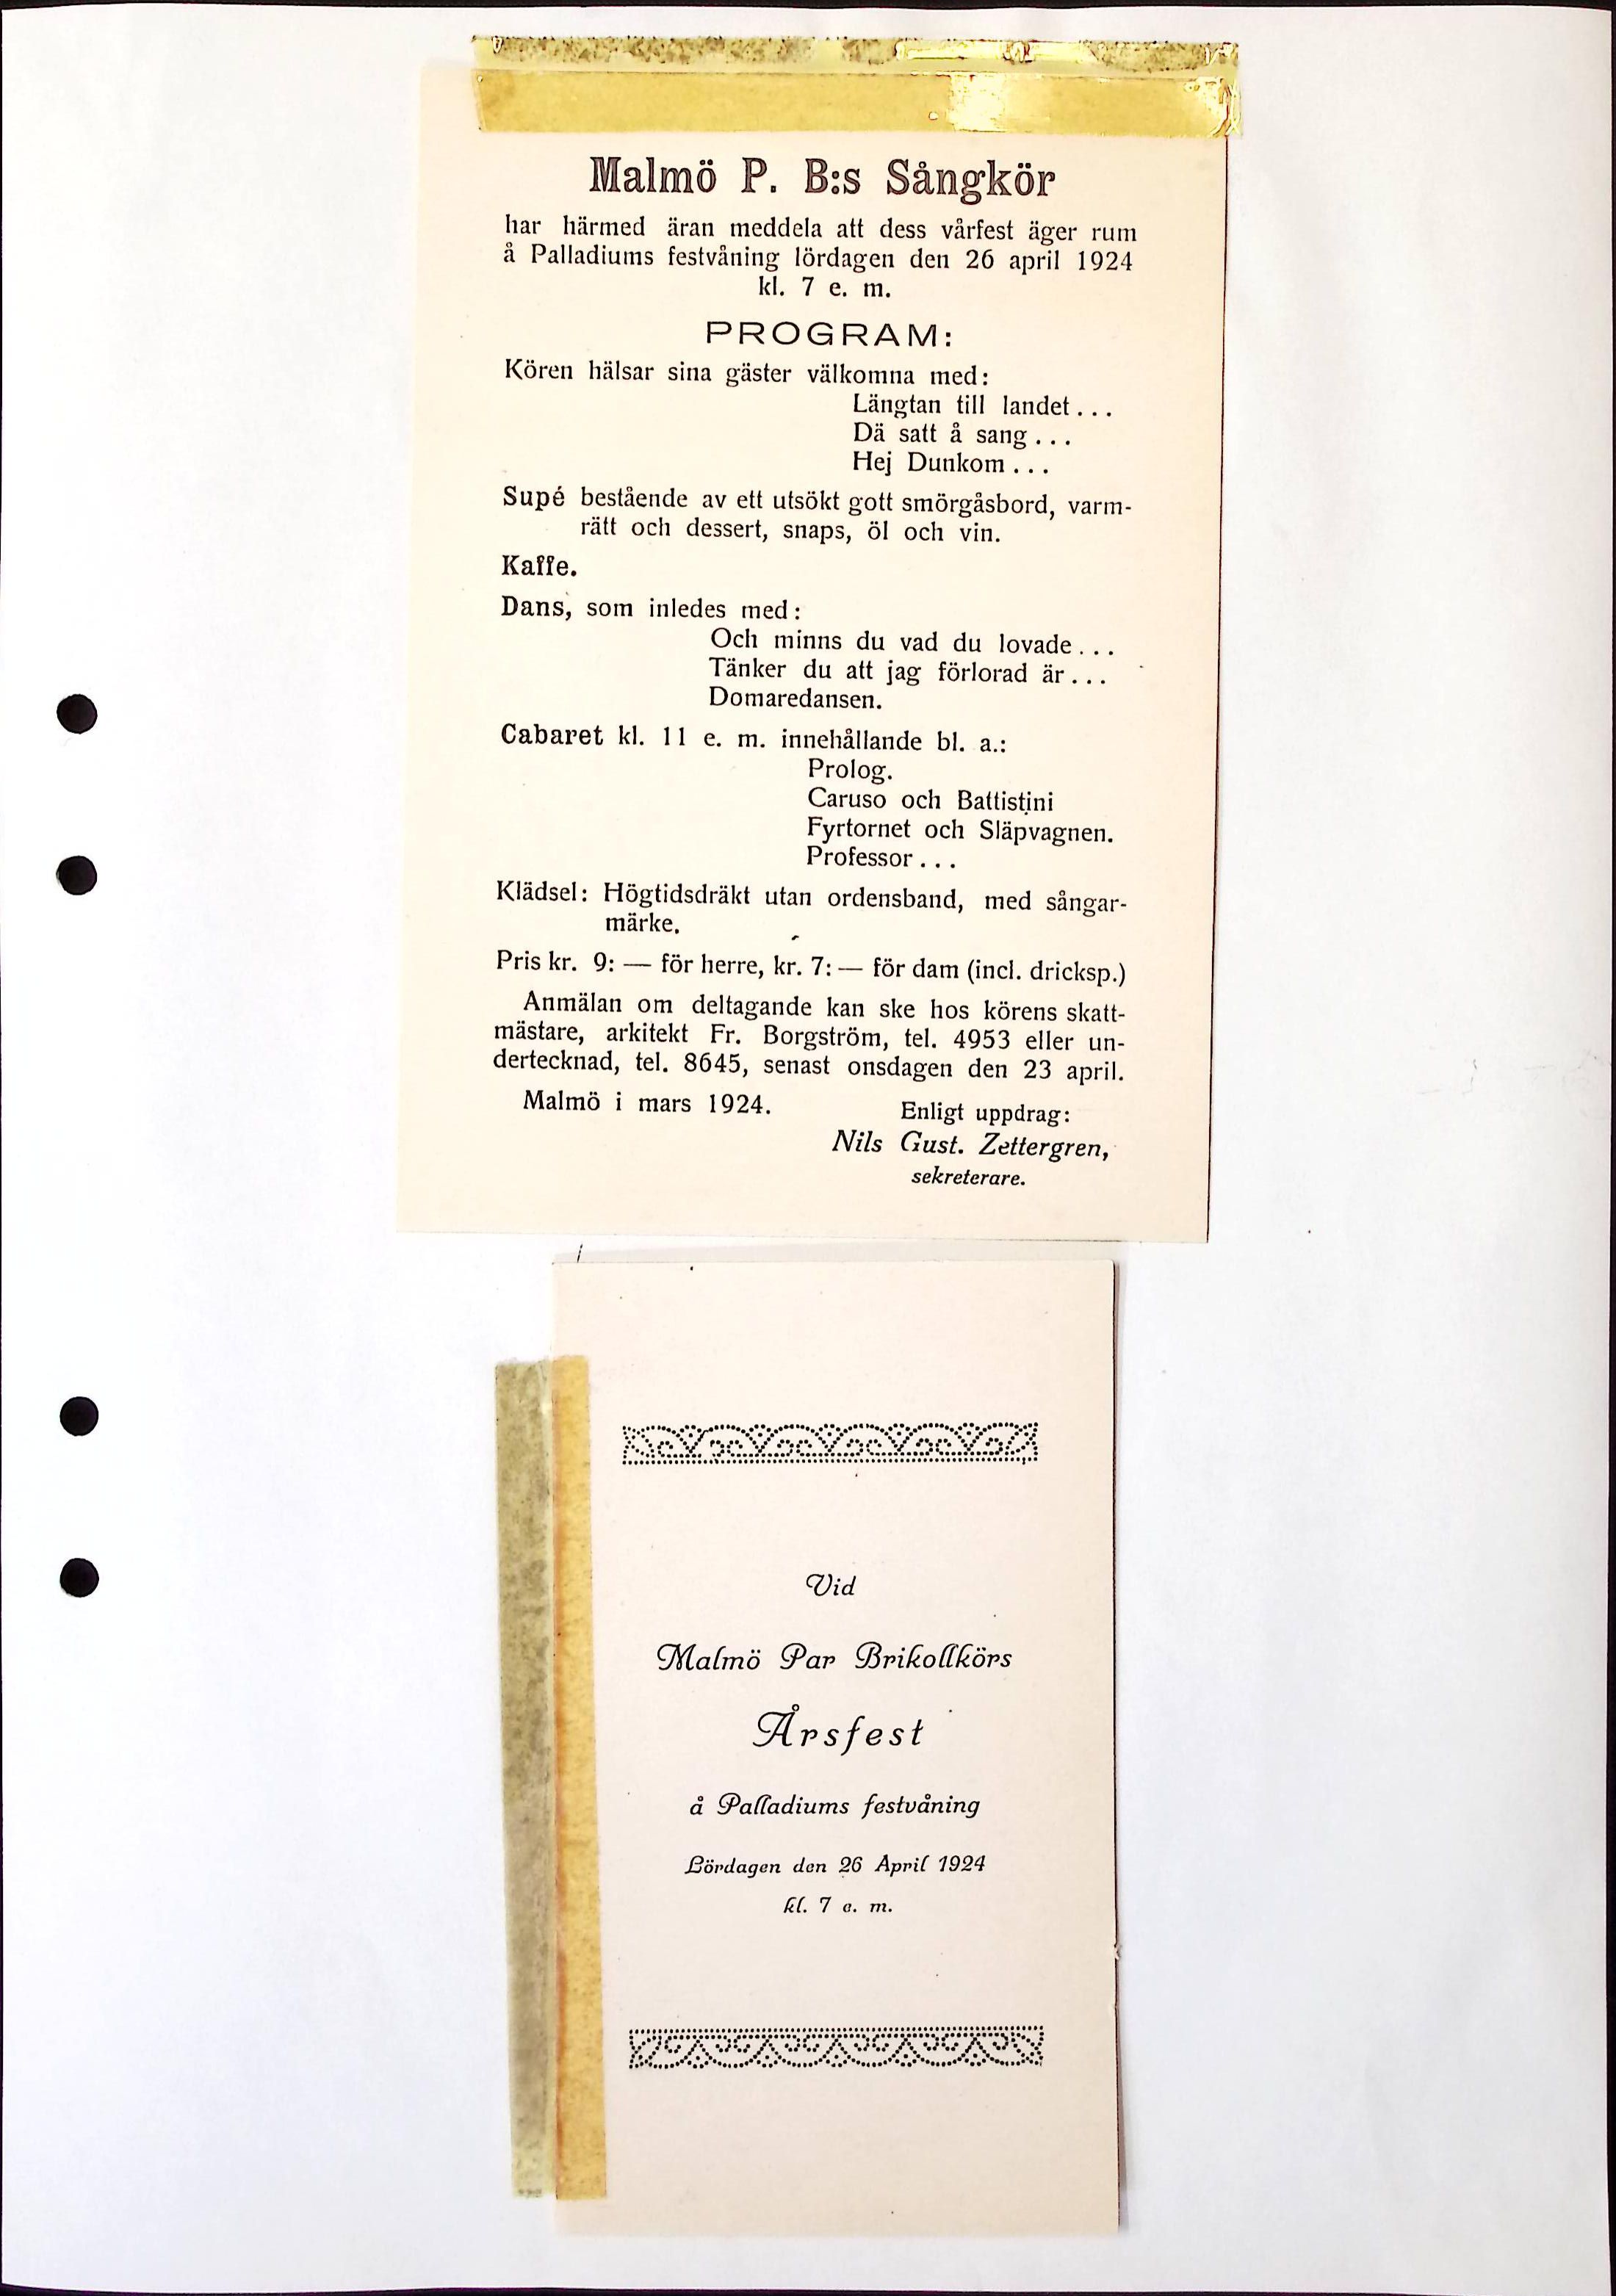 Malmö P. B:s Sångkör
har härmed äran meddela att dess vårfest äger rum
å Palladiums festvåning lördagen den 26 april 1924
kl. 7 e. m.
PROGRAM:
Kören hälsar sina gäster välkomna med:
Längtan till landet...
Dä satt å sang...
Hej Dunkom...
Supé bestående av ett utsökt gott smörgåsbord, varm-
rätt och dessert, snaps, öl och vin.
Kaffe.
Dans, som inledes med:
Och minns du vad du lovade...
Tänker du att jag förlorad är...
Domaredansen.
Cabaret kl. 11 e. m. innehållande bl. a.:
Prolog.
Caruso och Battistini
Fyrtornet och Släpvagnen.
Professor...
Klädsel: Högtidsdräkt utan ordensband, med sångar-
märke.
Pris kr. 9: — för herre, kr. 7: — för dam (incl. dricksp.)
Anmälan om deltagande kan ske hos körens skatt-
mästare, arkitekt Fr. Borgström, tel. 4953 eller un-
dertecknad, tel. 8645, senast onsdagen den 23 april.
Malmö i mars 1924.
Enligt uppdrag:
Nils Gust. Zettergren,
sekreterare.
Vid
Malmö Par Brikollkörs
Årsfest
å Palladiums festvåning
Lördagen den 26 April 1924
kl. 7 e. m.